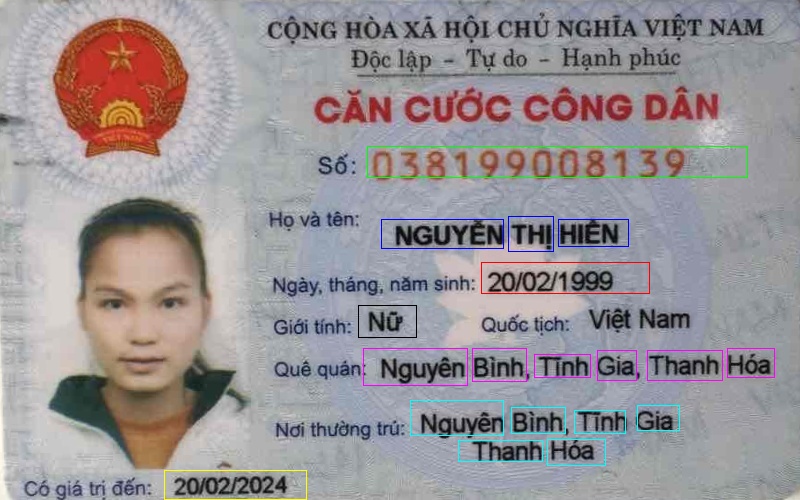 CỘNG HÒA XÃ HỘI CHỦ NGHĨA VIỆT NAM
Độc lập – Tự do – Hạnh phúc
CĂN CƯỚC CÔNG DÂN
Số: 038199008139
Họ và tên: NGUYỄN THỊ HIÊN
Ngày, tháng, năm sinh: 20/02/1999
Giới tính: Nữ Quốc tịch: Việt Nam
Quê quán: Nguyên Bình, Tĩnh Gia, Thanh Hóa
Nơi thường trú: Nguyên Bình, Tĩnh Gia
Thanh Hóa
Có giá trị đến: 20/02/2024